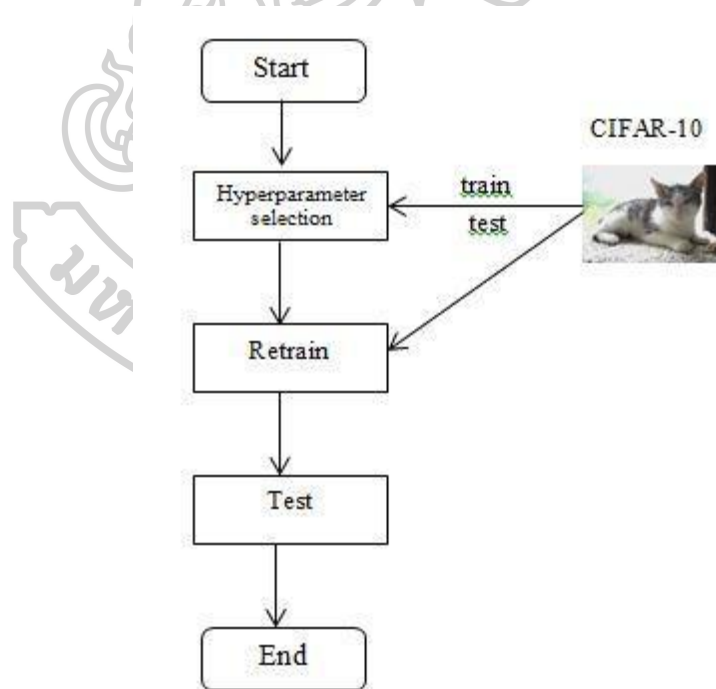 Start
CIFAR-10
Hyperparameter
selection
train
test
Retrain
Test
End